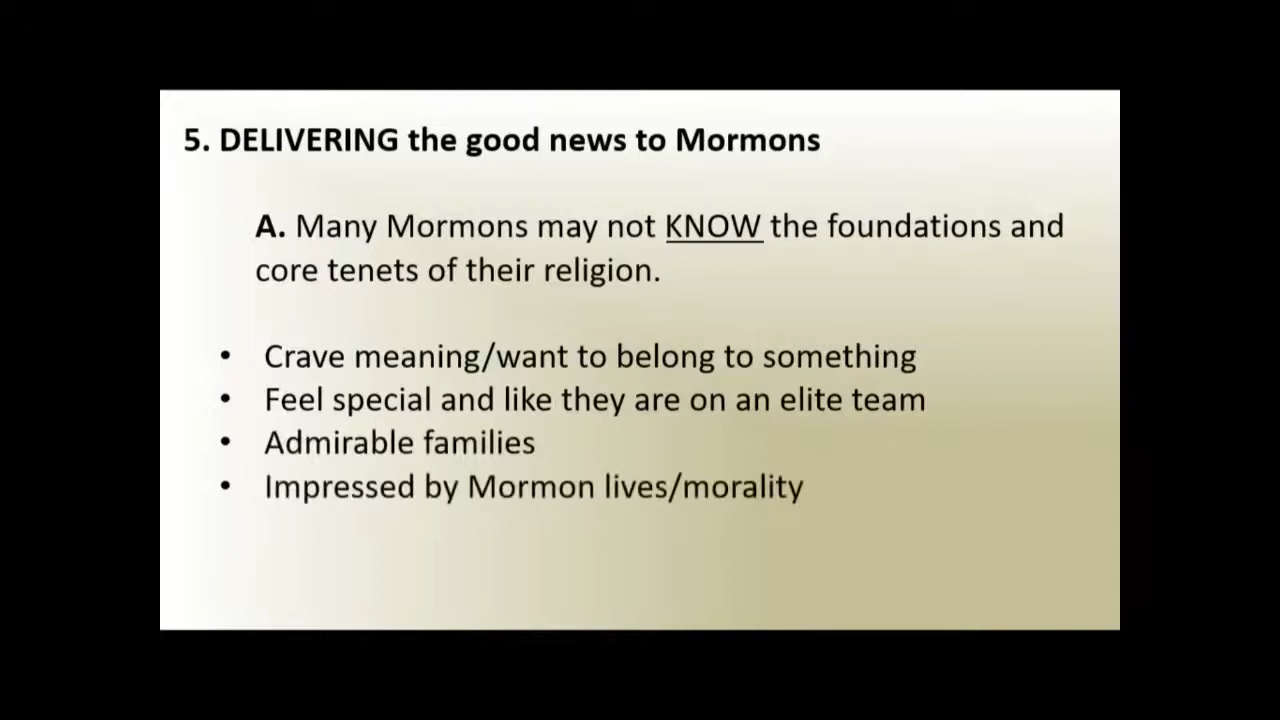 5. DELIVERING the good news to Mormons
A. Many Mormons may not KNOW the foundations and
core tenets of their religion.
• Crave meaning/want to belong to something
• Feel special and like they are on an elite team
• Admirable families
• Impressed by Mormon lives/morality